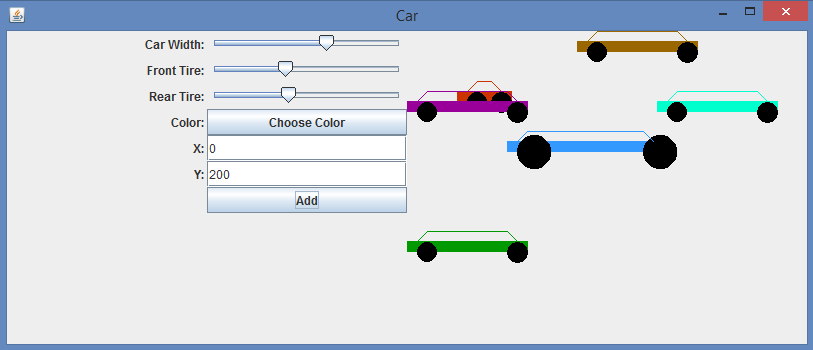 Car
Car Width:
Front Tire:
Rear Tire:
Color: Choose Color
X: 0
Y: 200
Add